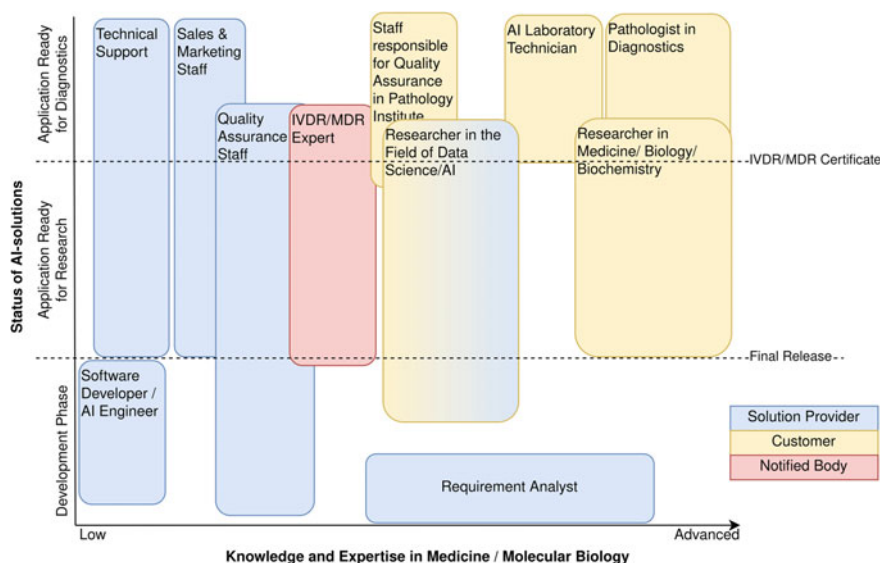 Status of AI-solutions
Application Ready
for Diagnostics
Application Ready
for Research
Development Phase
Technical
Support
Sales &
Marketing
Staff
Quality
Assurance
Staff
IVDR/MDR
Expert
Staff
responsible
for Quality
Assurance
in Pathology
Institute
Researcher in the
Field of Data
Science/AI
AI Laboratory
Technician
Pathologist in
Diagnostics
Researcher in
Medicine/ Biology/
Biochemistry
IVDR/MDR Certificate
Final Release
Software
Developer /
AI Engineer
Requirement Analyst
Solution Provider
Customer
Notified Body
Low
Advanced
Knowledge and Expertise in Medicine / Molecular Biology